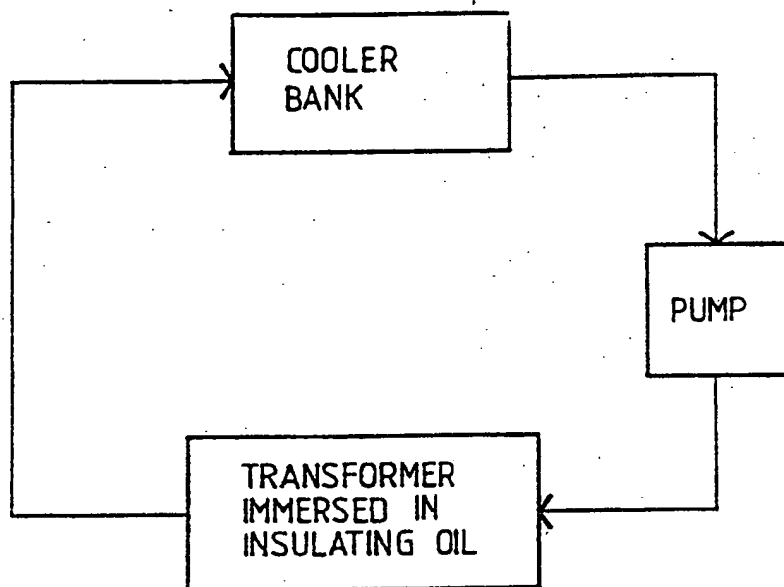 COOLER
BANK
PUMP
TRANSFORMER
IMMERSED IN
INSULATING OIL